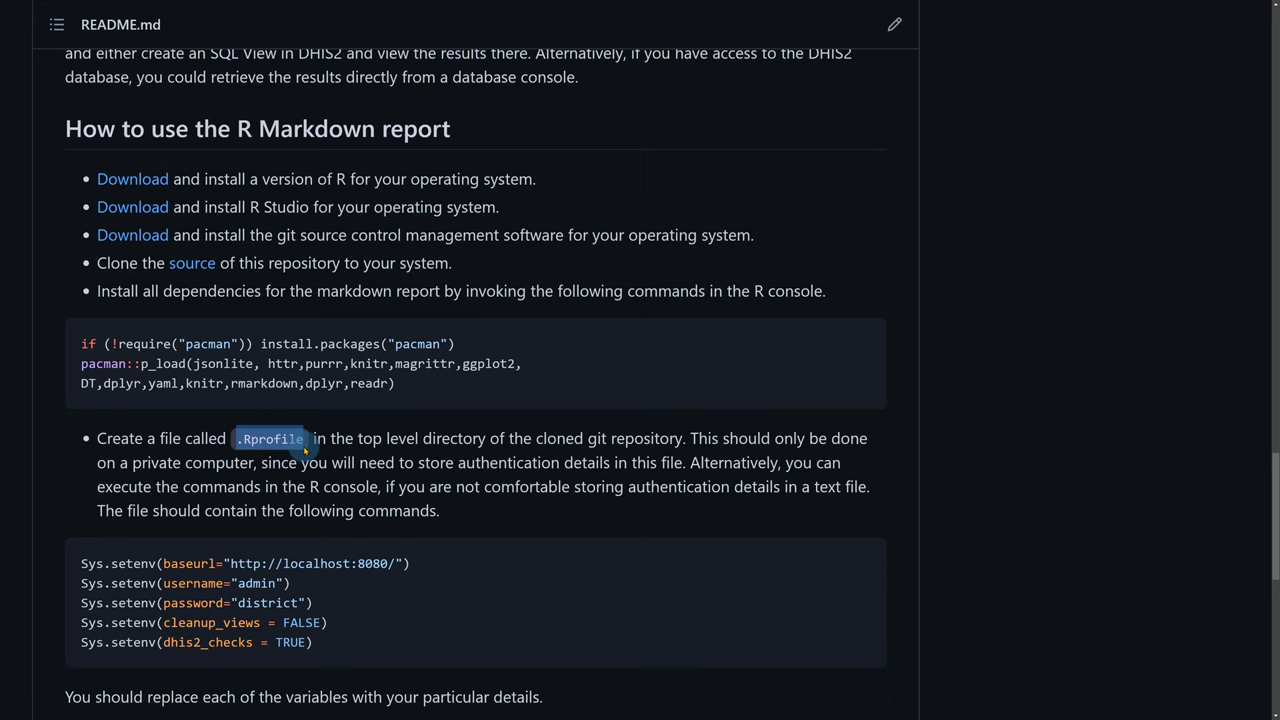 README.md
and either create an SQL View in DHIS2 and view the results there. Alternatively, if you have access to the DHIS2
database, you could retrieve the results directly from a database console.
How to use the R Markdown report
• Download and install a version of R for your operating system.
• Download and install R Studio for your operating system.
• Download and install the git source control management software for your operating system.
• Clone the source of this repository to your system.
• Install all dependencies for the markdown report by invoking the following commands in the R console.
if (!require("pacman")) install.packages("pacman")
pacman::p_load(jsonlite, httr,purrr,knitr,magrittr,ggplot2,
DT,dplyr,yaml,knitr,rmarkdown,dplyr,readr)
• Create a file called .Rprofile in the top level directory of the cloned git repository. This should only be done
on a private computer, since you will need to store authentication details in this file. Alternatively, you can
execute the commands in the R console, if you are not comfortable storing authentication details in a text file.
The file should contain the following commands.
Sys.setenv(baseurl="http://localhost:8080/")
Sys.setenv(username="admin")
Sys.setenv(password="district")
Sys.setenv(cleanup_views = FALSE)
Sys.setenv(dhis2_checks = TRUE)
You should replace each of the variables with your particular details.